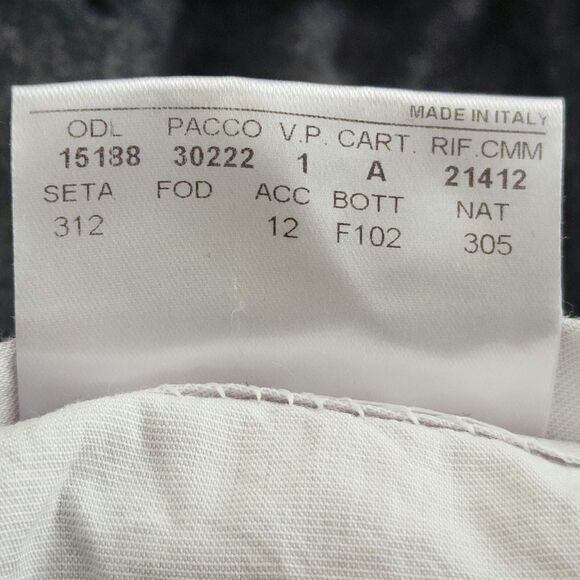 MADE IN ITALY
ODL PACCO V.P. CART. RIF.CMM
15188 30222 1 A 21412
SETA FOD ACC BOTT NAT
312 12 F102 305